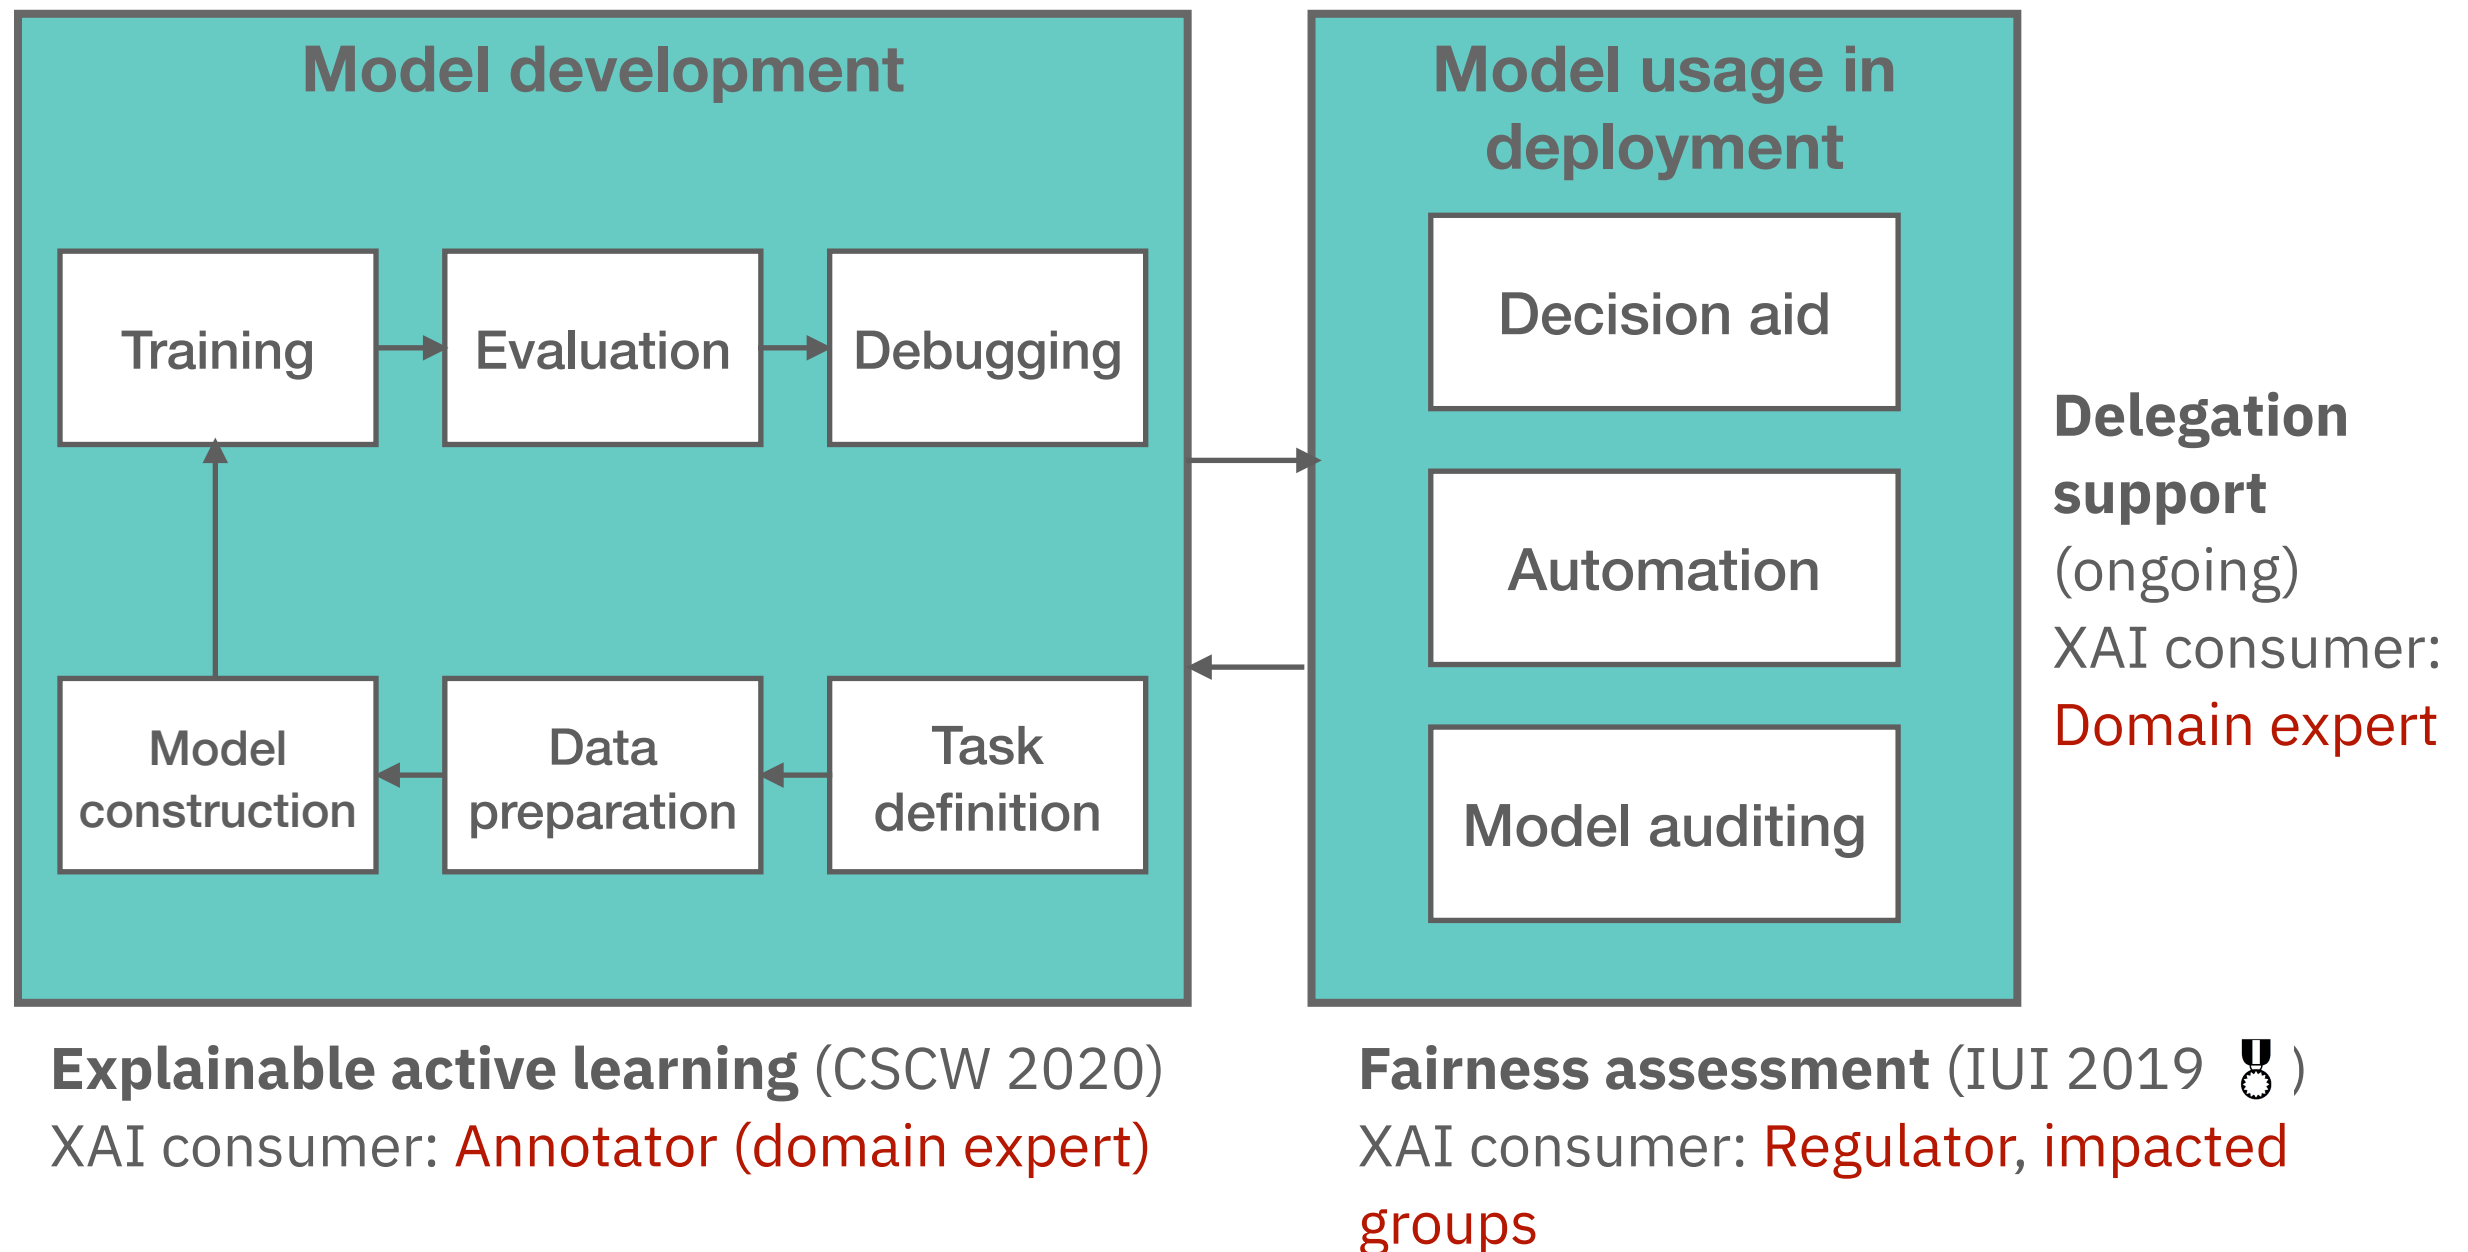 Model development
Training
Evaluation
Debugging
Model
construction
Data
preparation
Task
definition
Model usage in
deployment
Decision aid
Automation
Model auditing
Delegation
support
(ongoing)
XAI consumer:
Domain expert
Explainable active learning (CSCW 2020)
XAI consumer: Annotator (domain expert)
Fairness assessment (IUI 2019 🎖)
XAI consumer: Regulator, impacted
groups